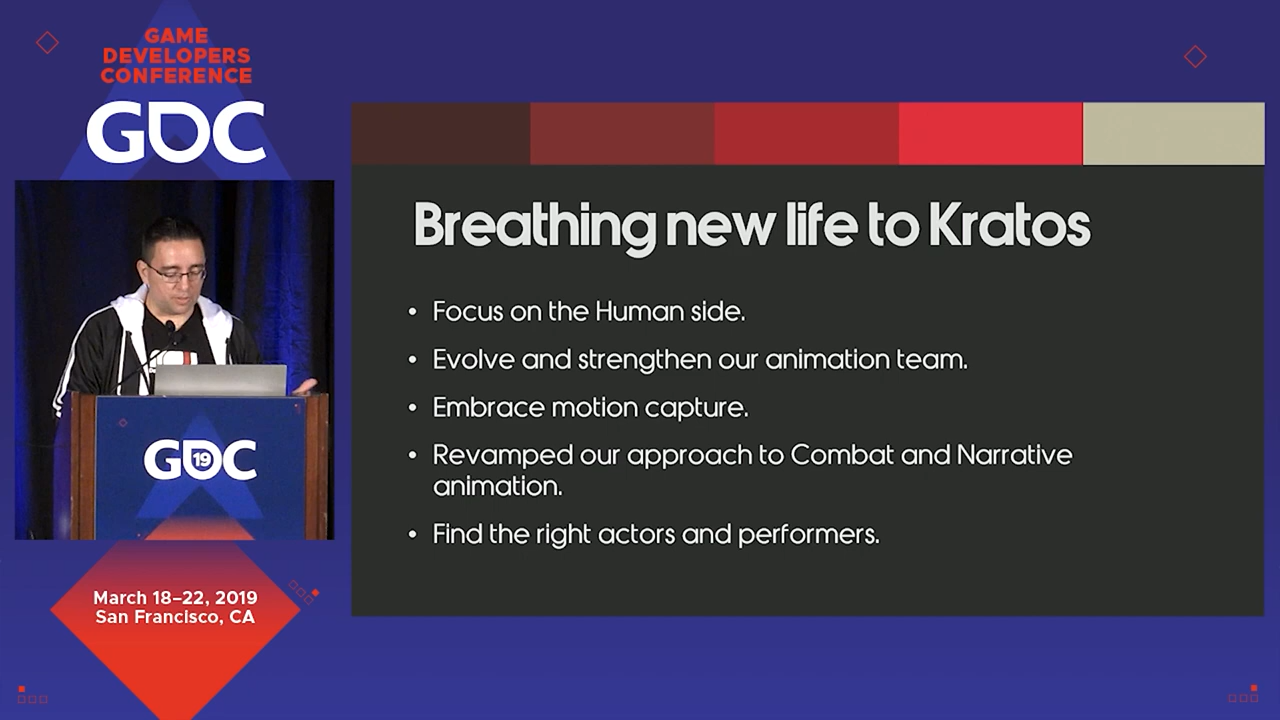 GAME
DEVELOPERS
CONFERENCE
GDC
Breathing new life to Kratos
• Focus on the Human side.
• Evolve and strengthen our animation team.
• Embrace motion capture.
• Revamped our approach to Combat and Narrative
animation.
• Find the right actors and performers.
GDC
19
March 18–22, 2019
San Francisco, CA